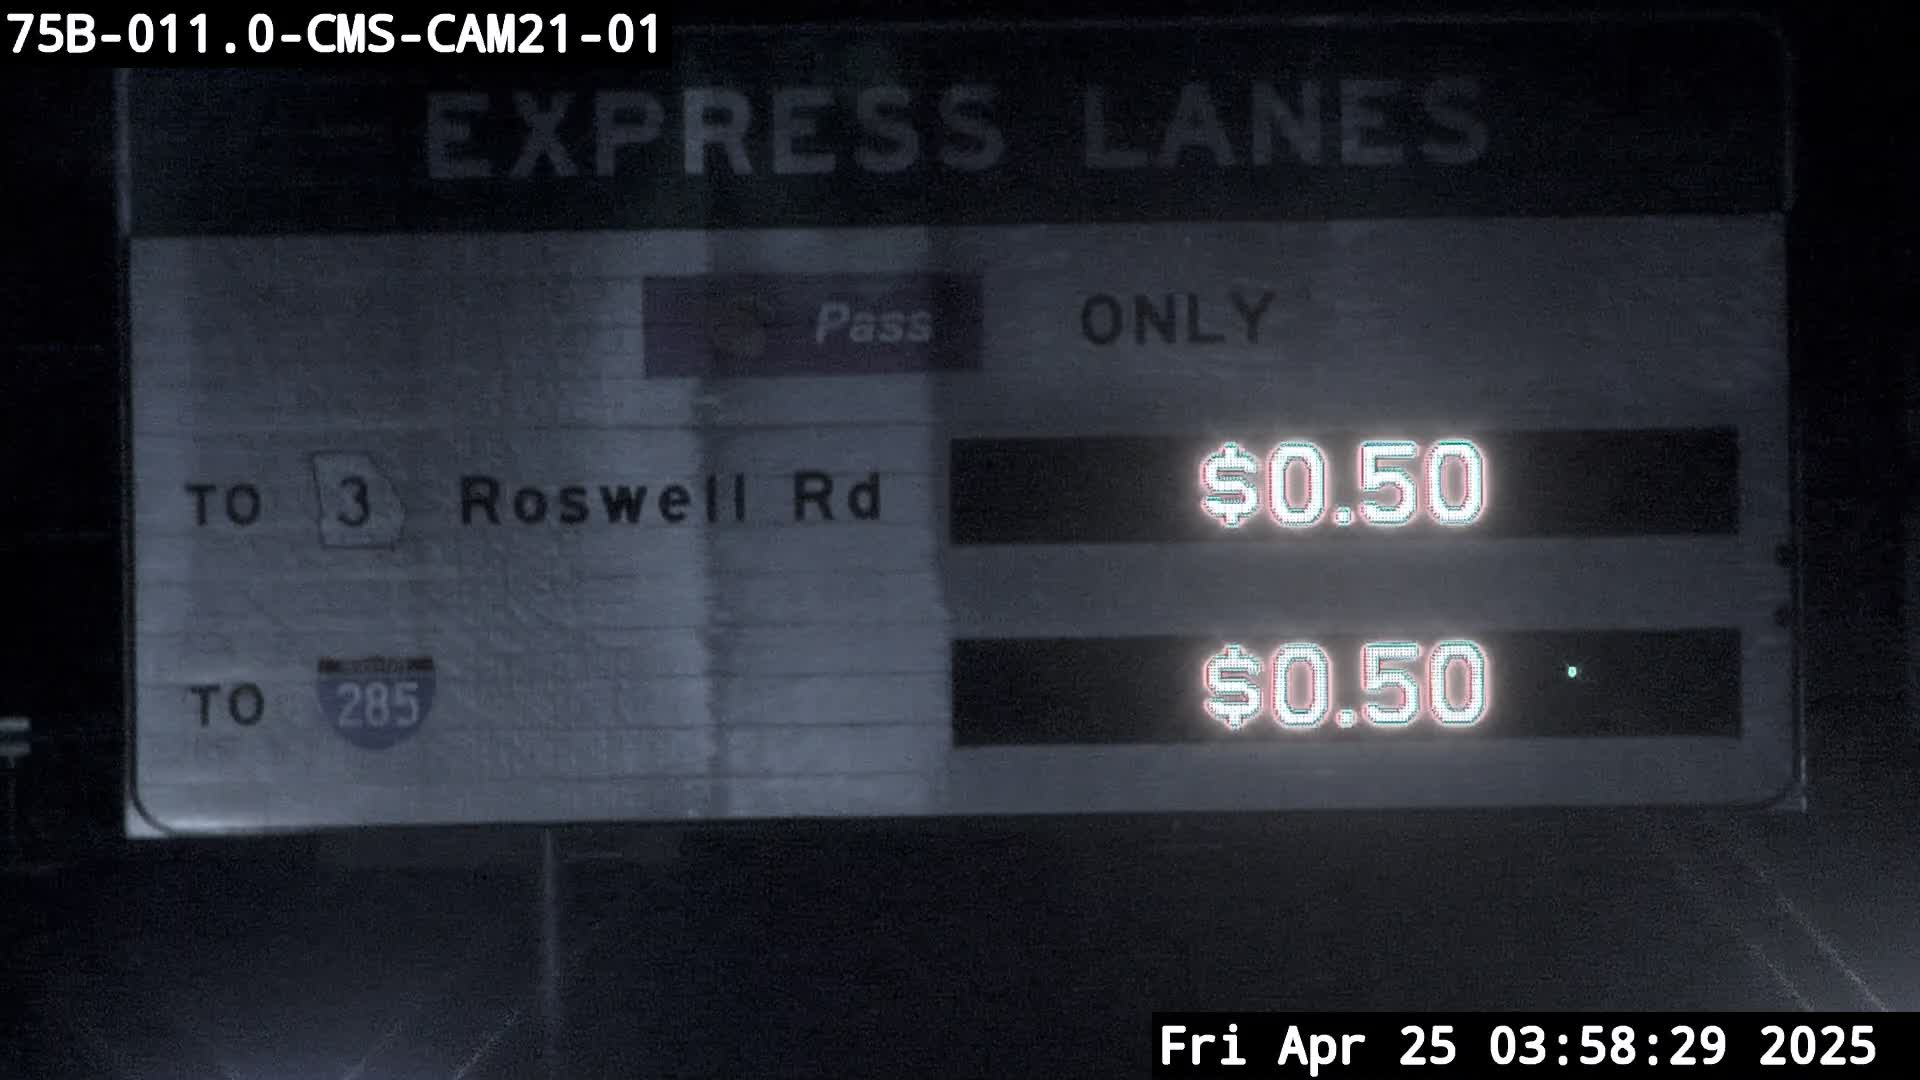 75B-011.0-CMS-CAM21-01
EXPRESS LANES
Pass ONLY
TO 3 Roswell Rd $0.50
TO 285 $0.50
Fri Apr 25 03:58:29 2025